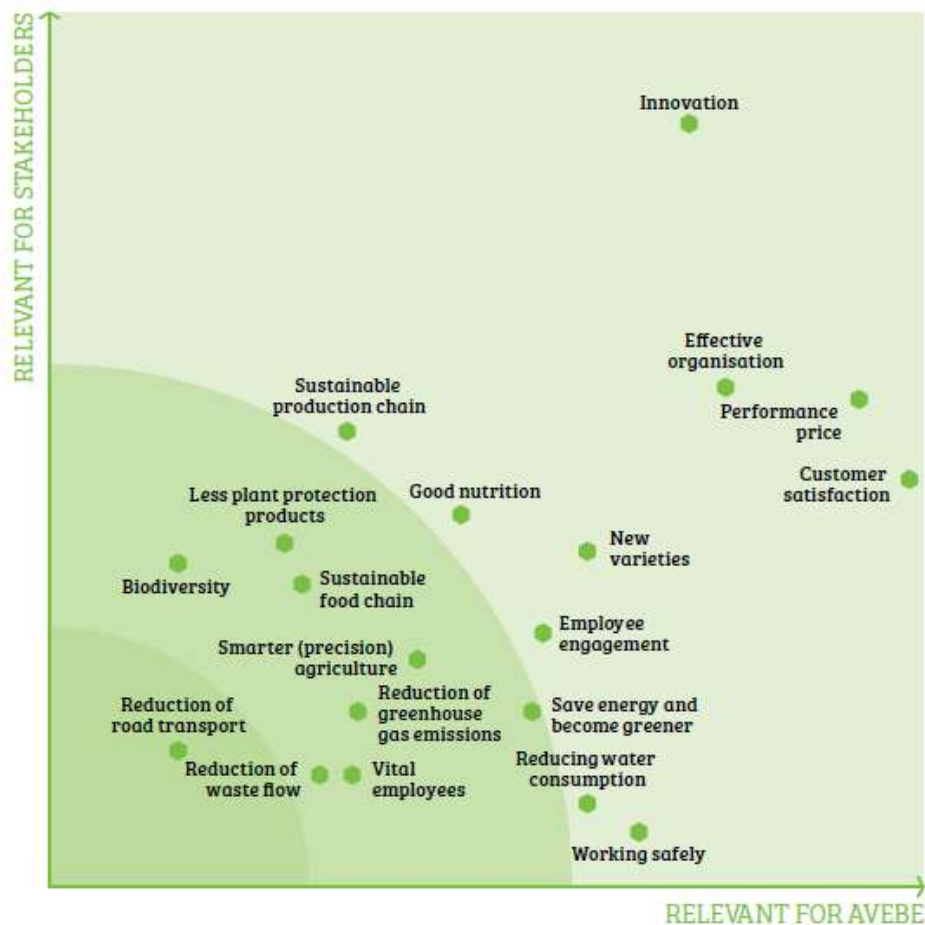 RELEVANT FOR STAKEHOLDERS
Innovation
Effective
organisation
Performance
price
Sustainable
production chain
Customer
satisfaction
Less plant protection
products
Good nutrition
New
varieties
Biodiversity
Sustainable
food chain
Employee
engagement
Smarter (precision)
agriculture
Reduction of
greenhouse
gas emissions
Save energy and
become greener
Reduction of
road transport
Reduction of
waste flow
Vital
employees
Reducing water
consumption
Working safely
RELEVANT FOR AVEBE